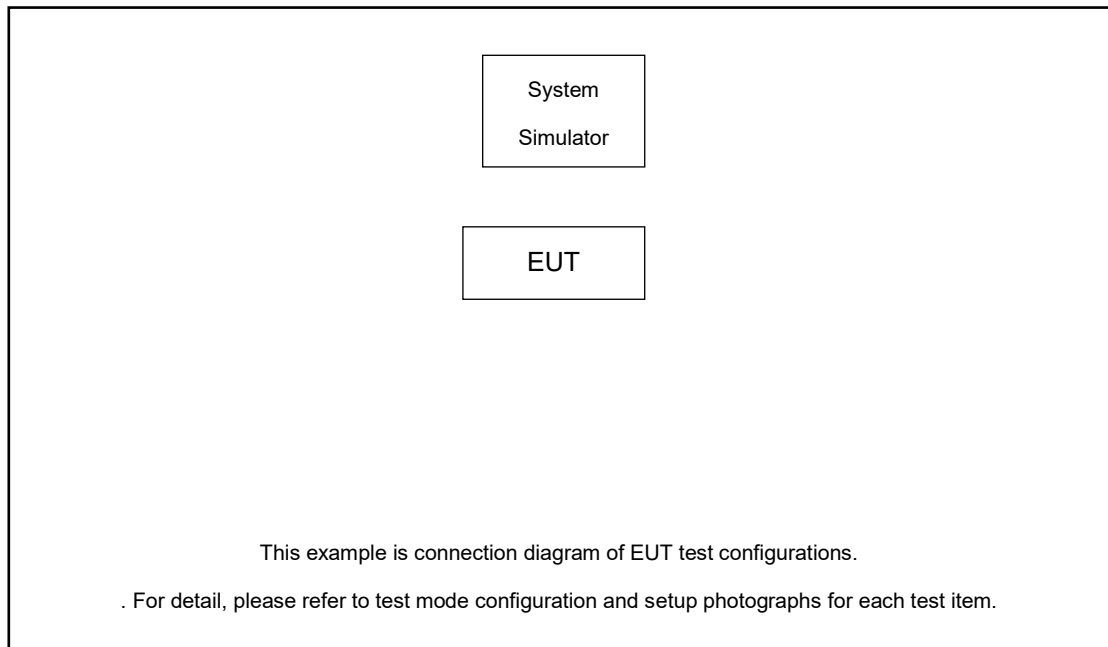 System
Simulator
EUT
This example is connection diagram of EUT test configurations.
. For detail, please refer to test mode configuration and setup photographs for each test item.